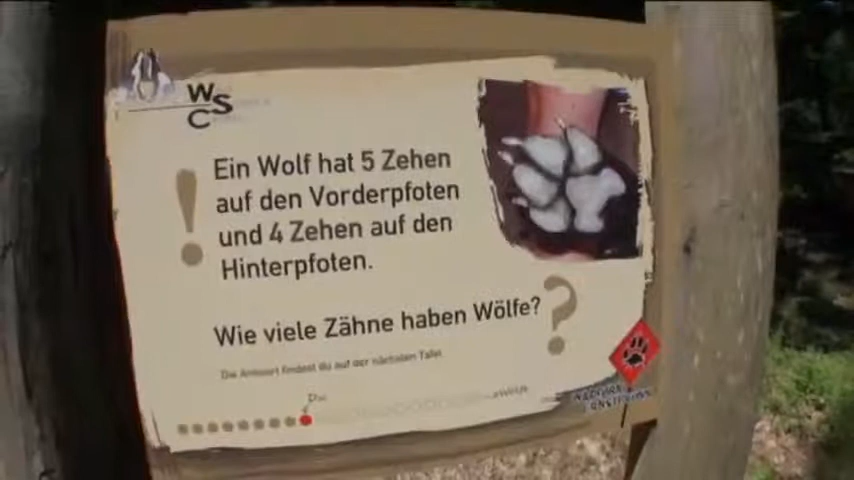 WSC
!
Ein Wolf hat 5 Zehen
auf den Vorderpfoten
und 4 Zehen auf den
Hinterpfoten.
Wie viele Zähne haben Wölfe?
?
Die Antwort findest du auf der nächsten Tafel.